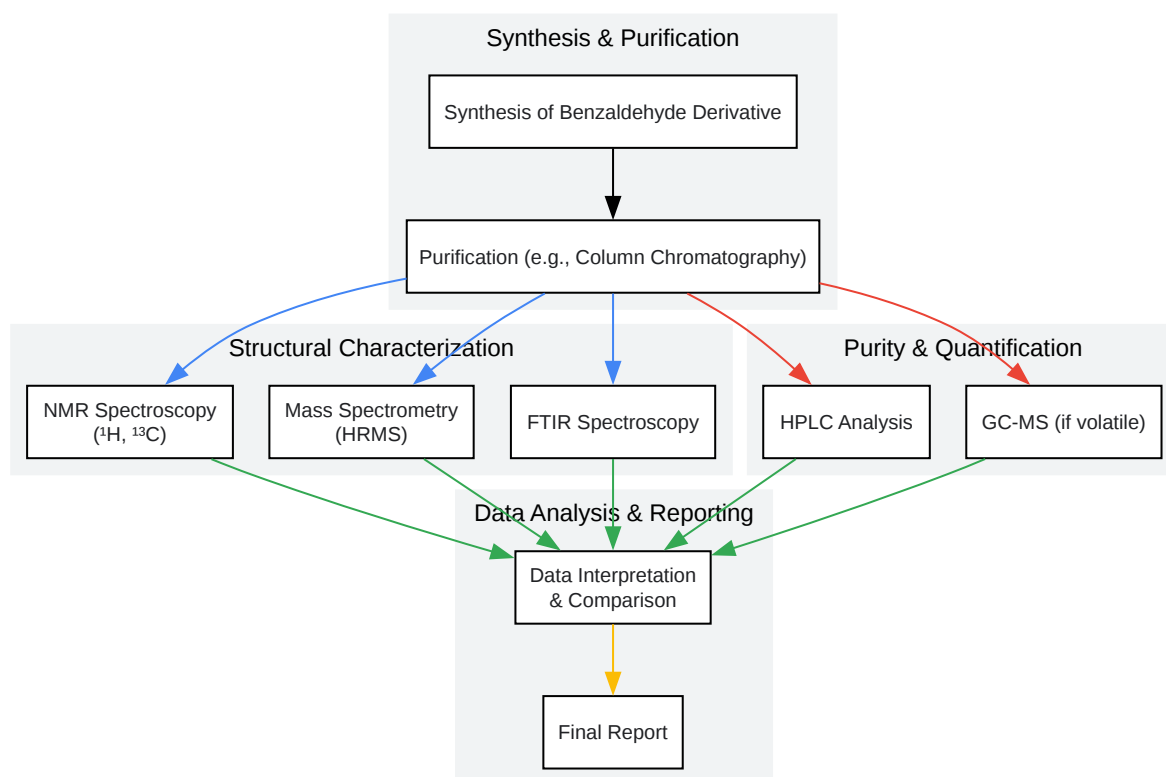 Synthesis & Purification
Synthesis of Benzaldehyde Derivative
Purification (e.g., Column Chromatography)
Structural Characterization
Purity & Quantification
NMR Spectroscopy
(¹H, ¹³C)
Mass Spectrometry
(HRMS)
FTIR Spectroscopy
HPLC Analysis
GC-MS (if volatile)
Data Analysis & Reporting
Data Interpretation
& Comparison
Final Report